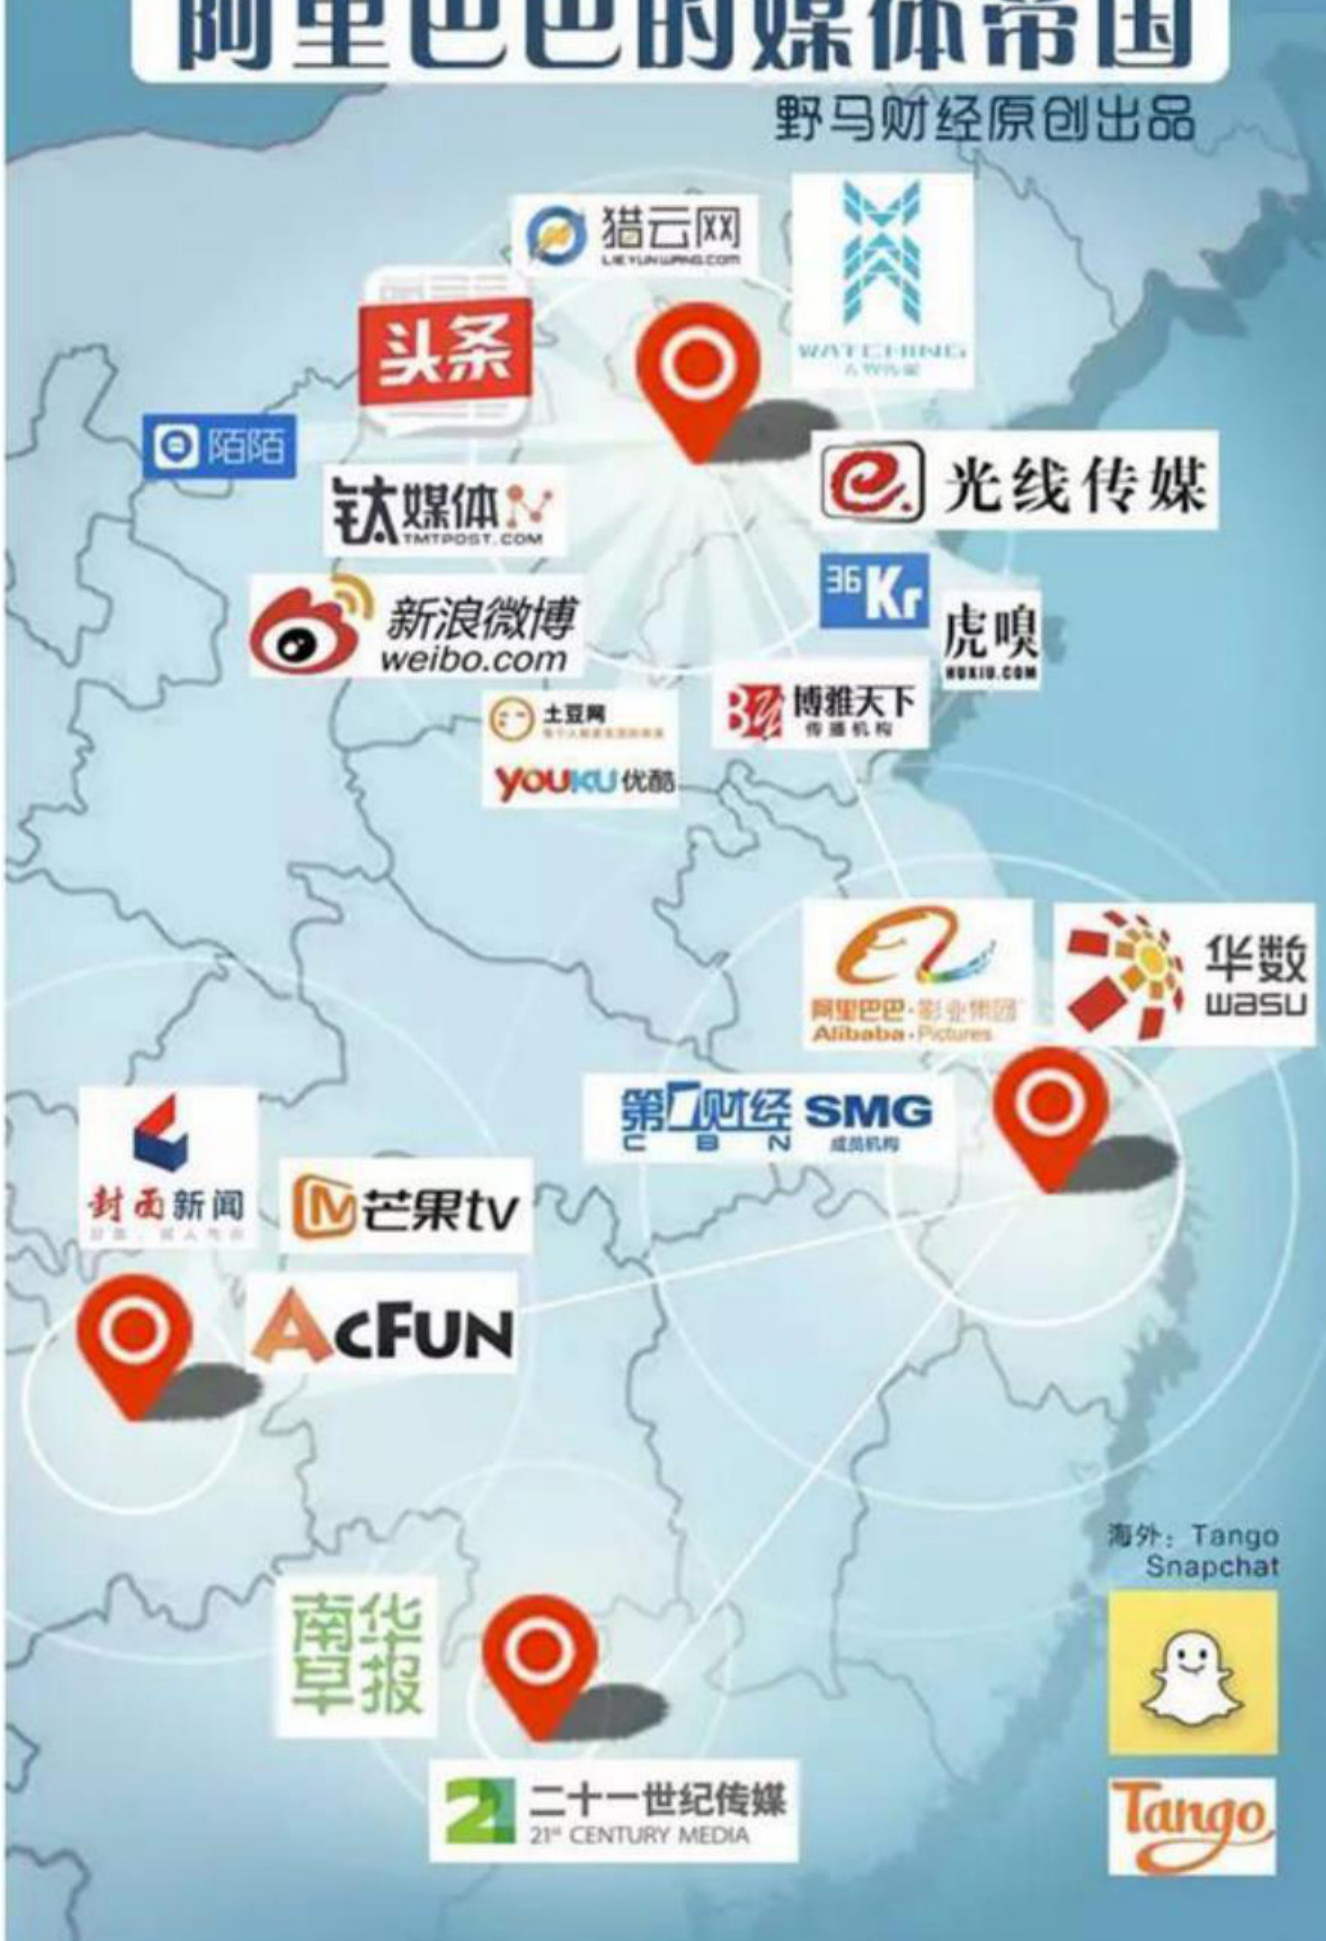 阿里巴巴的媒体帝国
野马财经原创出品
猎云网
LIEYUNWANG.COM
WATCHING
头条
陌陌
光线传媒
钛媒体
TMTPOST.COM
36Kr
虎嗅
HUXIU.COM
新浪微博
weibo.com
土豆网
YOUKU 优酷
博雅天下
传播机构
阿里巴巴·影业集团
Alibaba·Pictures
华数
wasu
第一财经 SMG
CBN 成员机构
封面新闻
芒果tv
AcFUN
海外：Tango
Snapchat
南华
早报
21 二十一世纪传媒
21st CENTURY MEDIA
Tango